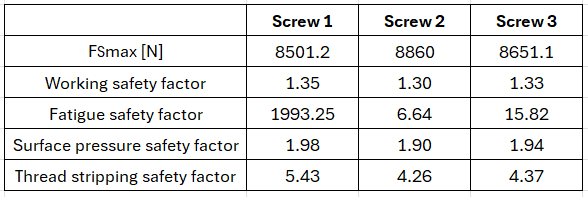 Screw 1 Screw 2 Screw 3
FSmax [N] 8501.2 8860 8651.1
Working safety factor 1.35 1.30 1.33
Fatigue safety factor 1993.25 6.64 15.82
Surface pressure safety factor 1.98 1.90 1.94
Thread stripping safety factor 5.43 4.26 4.37